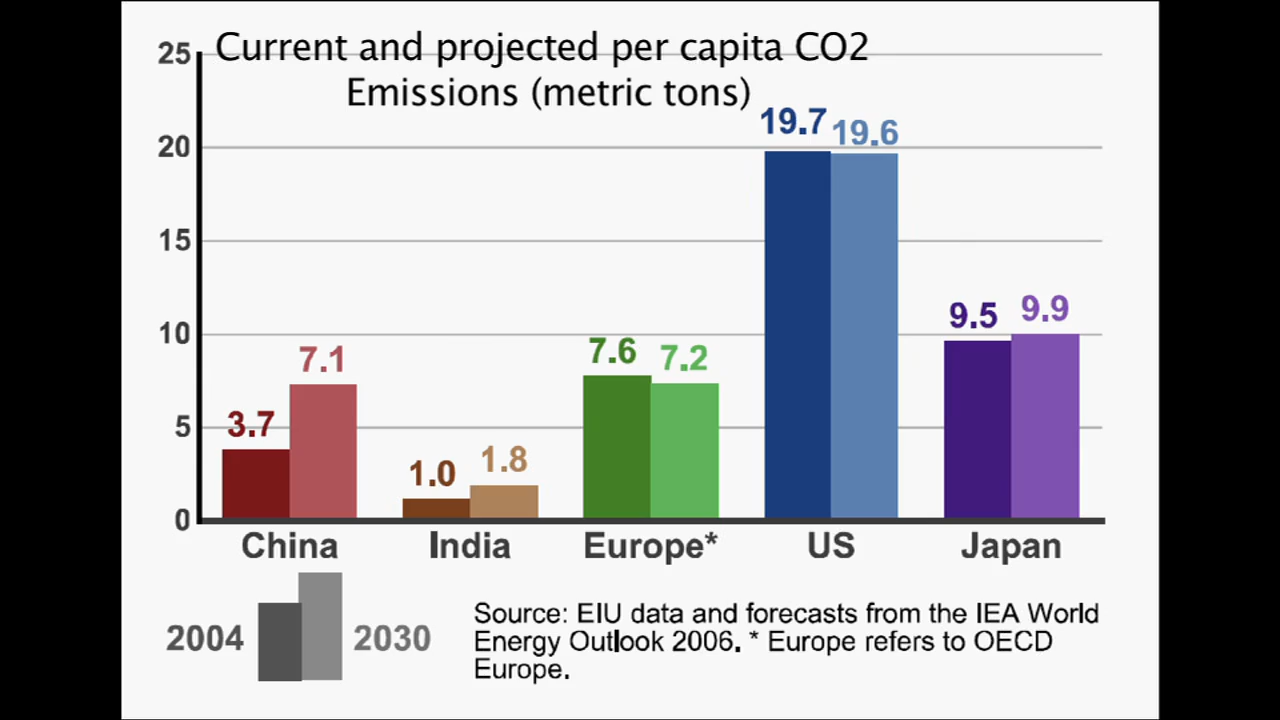 Current and projected per capita CO2
Emissions (metric tons)
25
20
15
10
5
0
3.7
7.1
1.0
1.8
7.6
7.2
19.7
19.6
9.5
9.9
China
India
Europe*
US
Japan
2004
2030
Source: EIU data and forecasts from the IEA World
Energy Outlook 2006. * Europe refers to OECD
Europe.